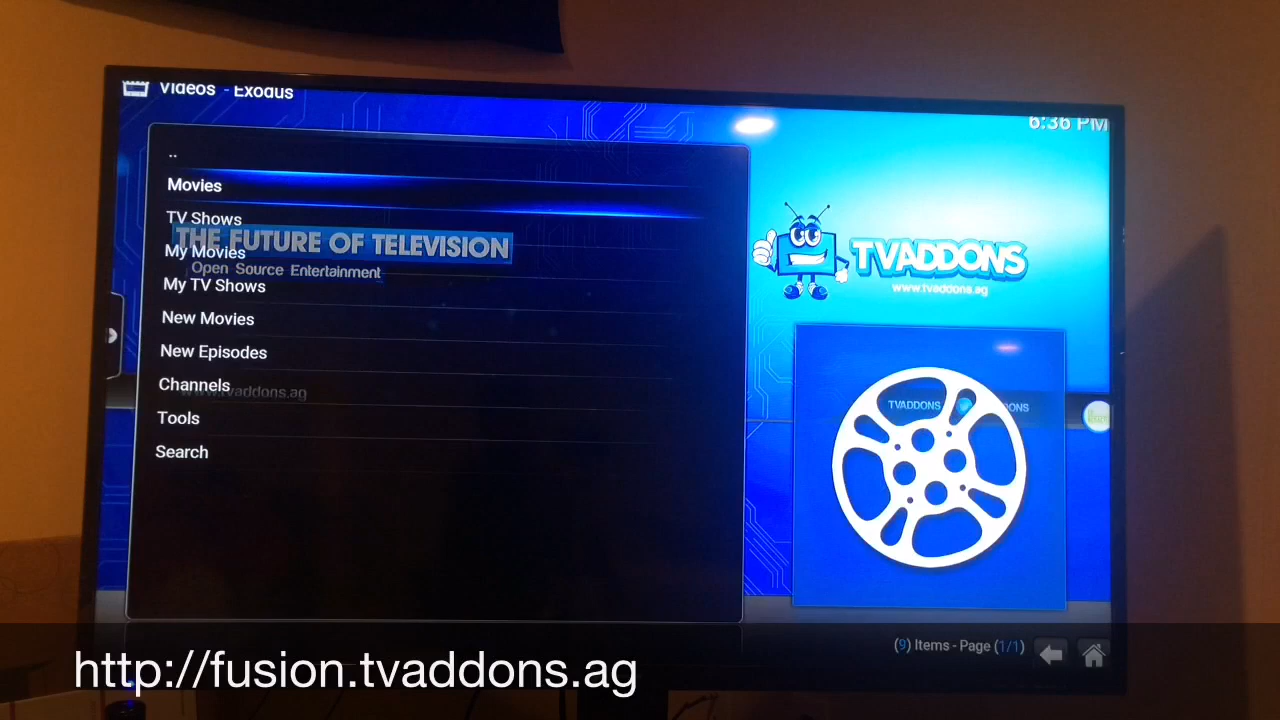 Videos - Exodus
6:36 PM
..
Movies
TV Shows
THE FUTURE OF TELEVISION
My Movies
Open Source Entertainment
My TV Shows
New Movies
New Episodes
Channels
www.tvaddons.ag
Tools
Search
TVADDONS
www.tvaddons.ag
TVADDONS
(9) Items - Page (1/1)
http://fusion.tvaddons.ag